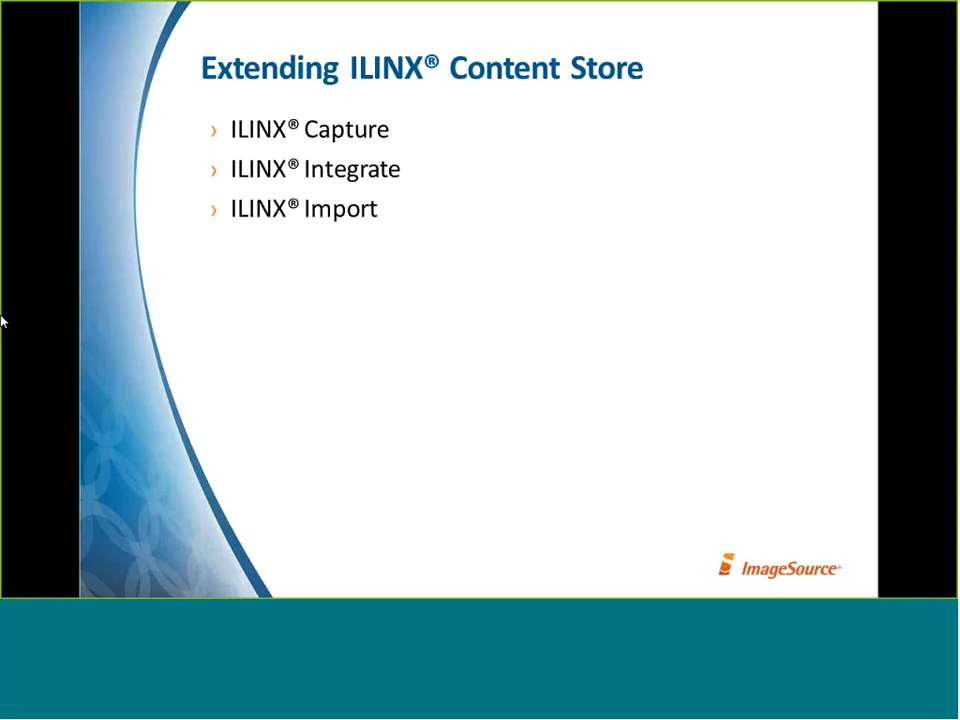 Extending ILINX® Content Store
› ILINX® Capture
› ILINX® Integrate
› ILINX® Import
ImageSource®